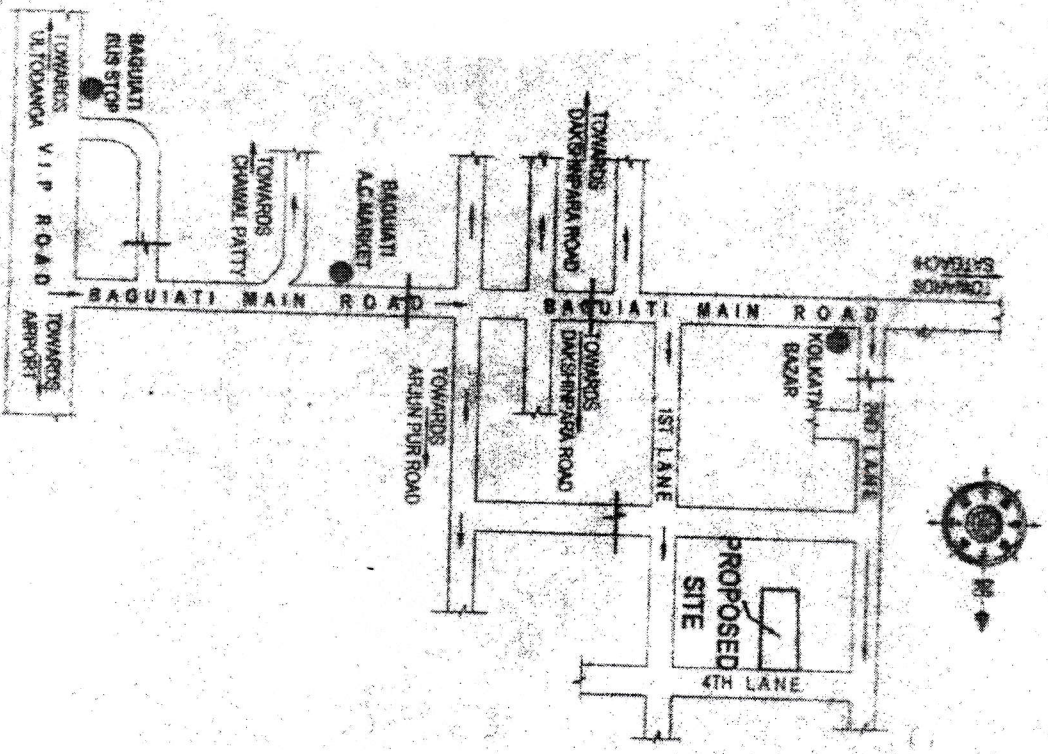 BAGUIATI
BUS STOP
TOWARDS
ULTODANGA
V.I.P ROAD
TOWARDS
AIRPORT
TOWARDS
CHAWAL PATTY
BAGUIATI
A.C.MARKET
BAGUIATI MAIN ROAD
TOWARDS
ARJUN PUR ROAD
TOWARDS
DAKSHINPARA ROAD
TOWARDS
DAKSHINPARA ROAD
BAGUIATI MAIN ROAD
1ST LANE
KOLKATA
BAZAR
2ND LANE
TOWARDS
SATGACHI
PROPOSED
SITE
4TH LANE